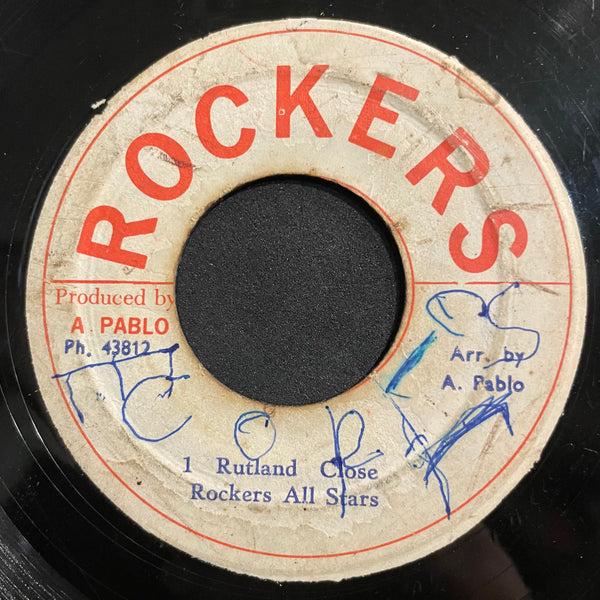 ROCKERS
Produced by
A. PABLO
Ph. 43812
Arr. by
A. Pablo
1 Rutland Close
Rockers All Stars